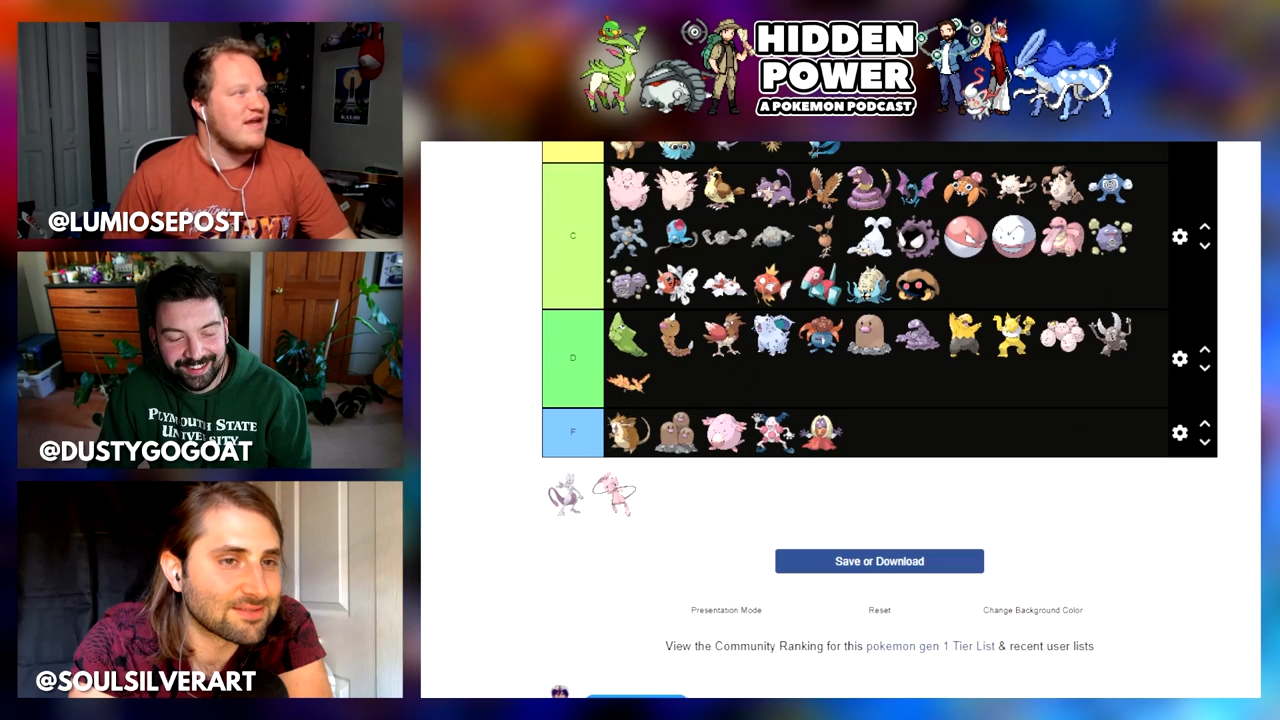 HIDDEN
POWER
A POKEMON PODCAST
KALOS
@LUMIOSEPOST
PLYMOUTH STATE
UNIVERSITY
@DUSTYGOGOAT
@SOULSILVERART
C
D
F
Save or Download
Presentation Mode
Reset
Change Background Color
View the Community Ranking for this pokemon gen 1 Tier List & recent user lists